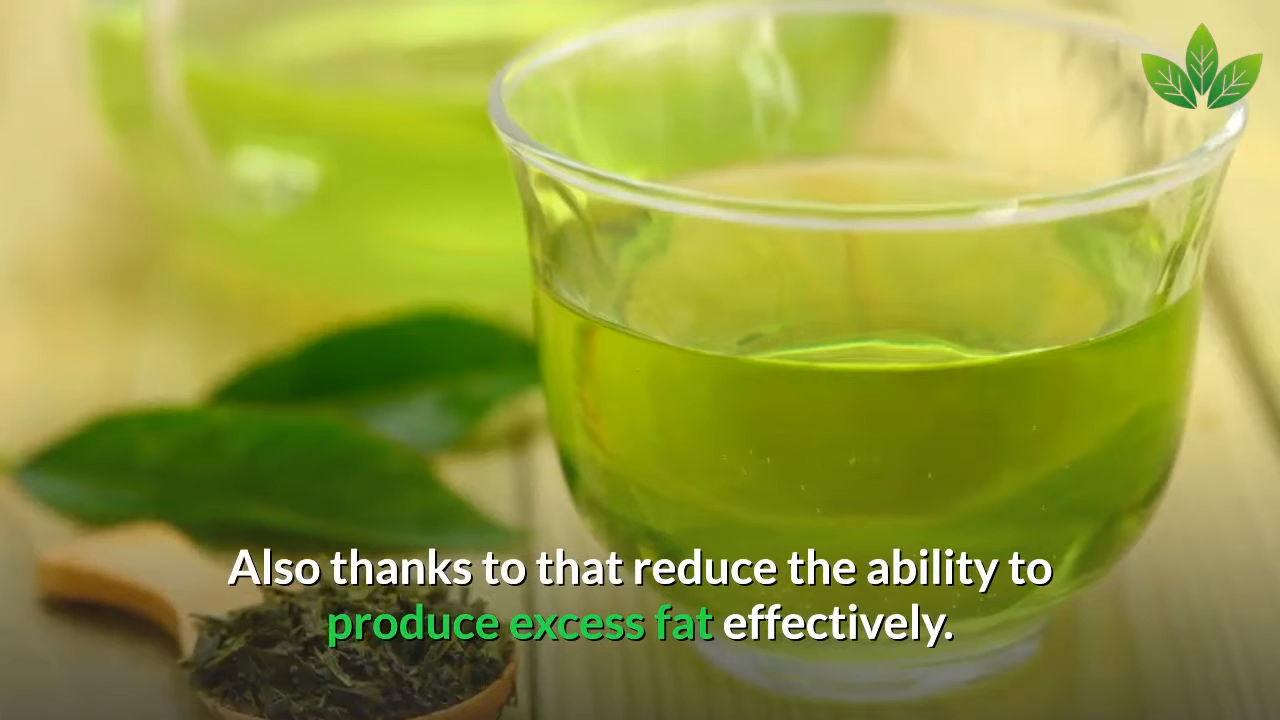 Also thanks to that reduce the ability to
produce excess fat effectively.